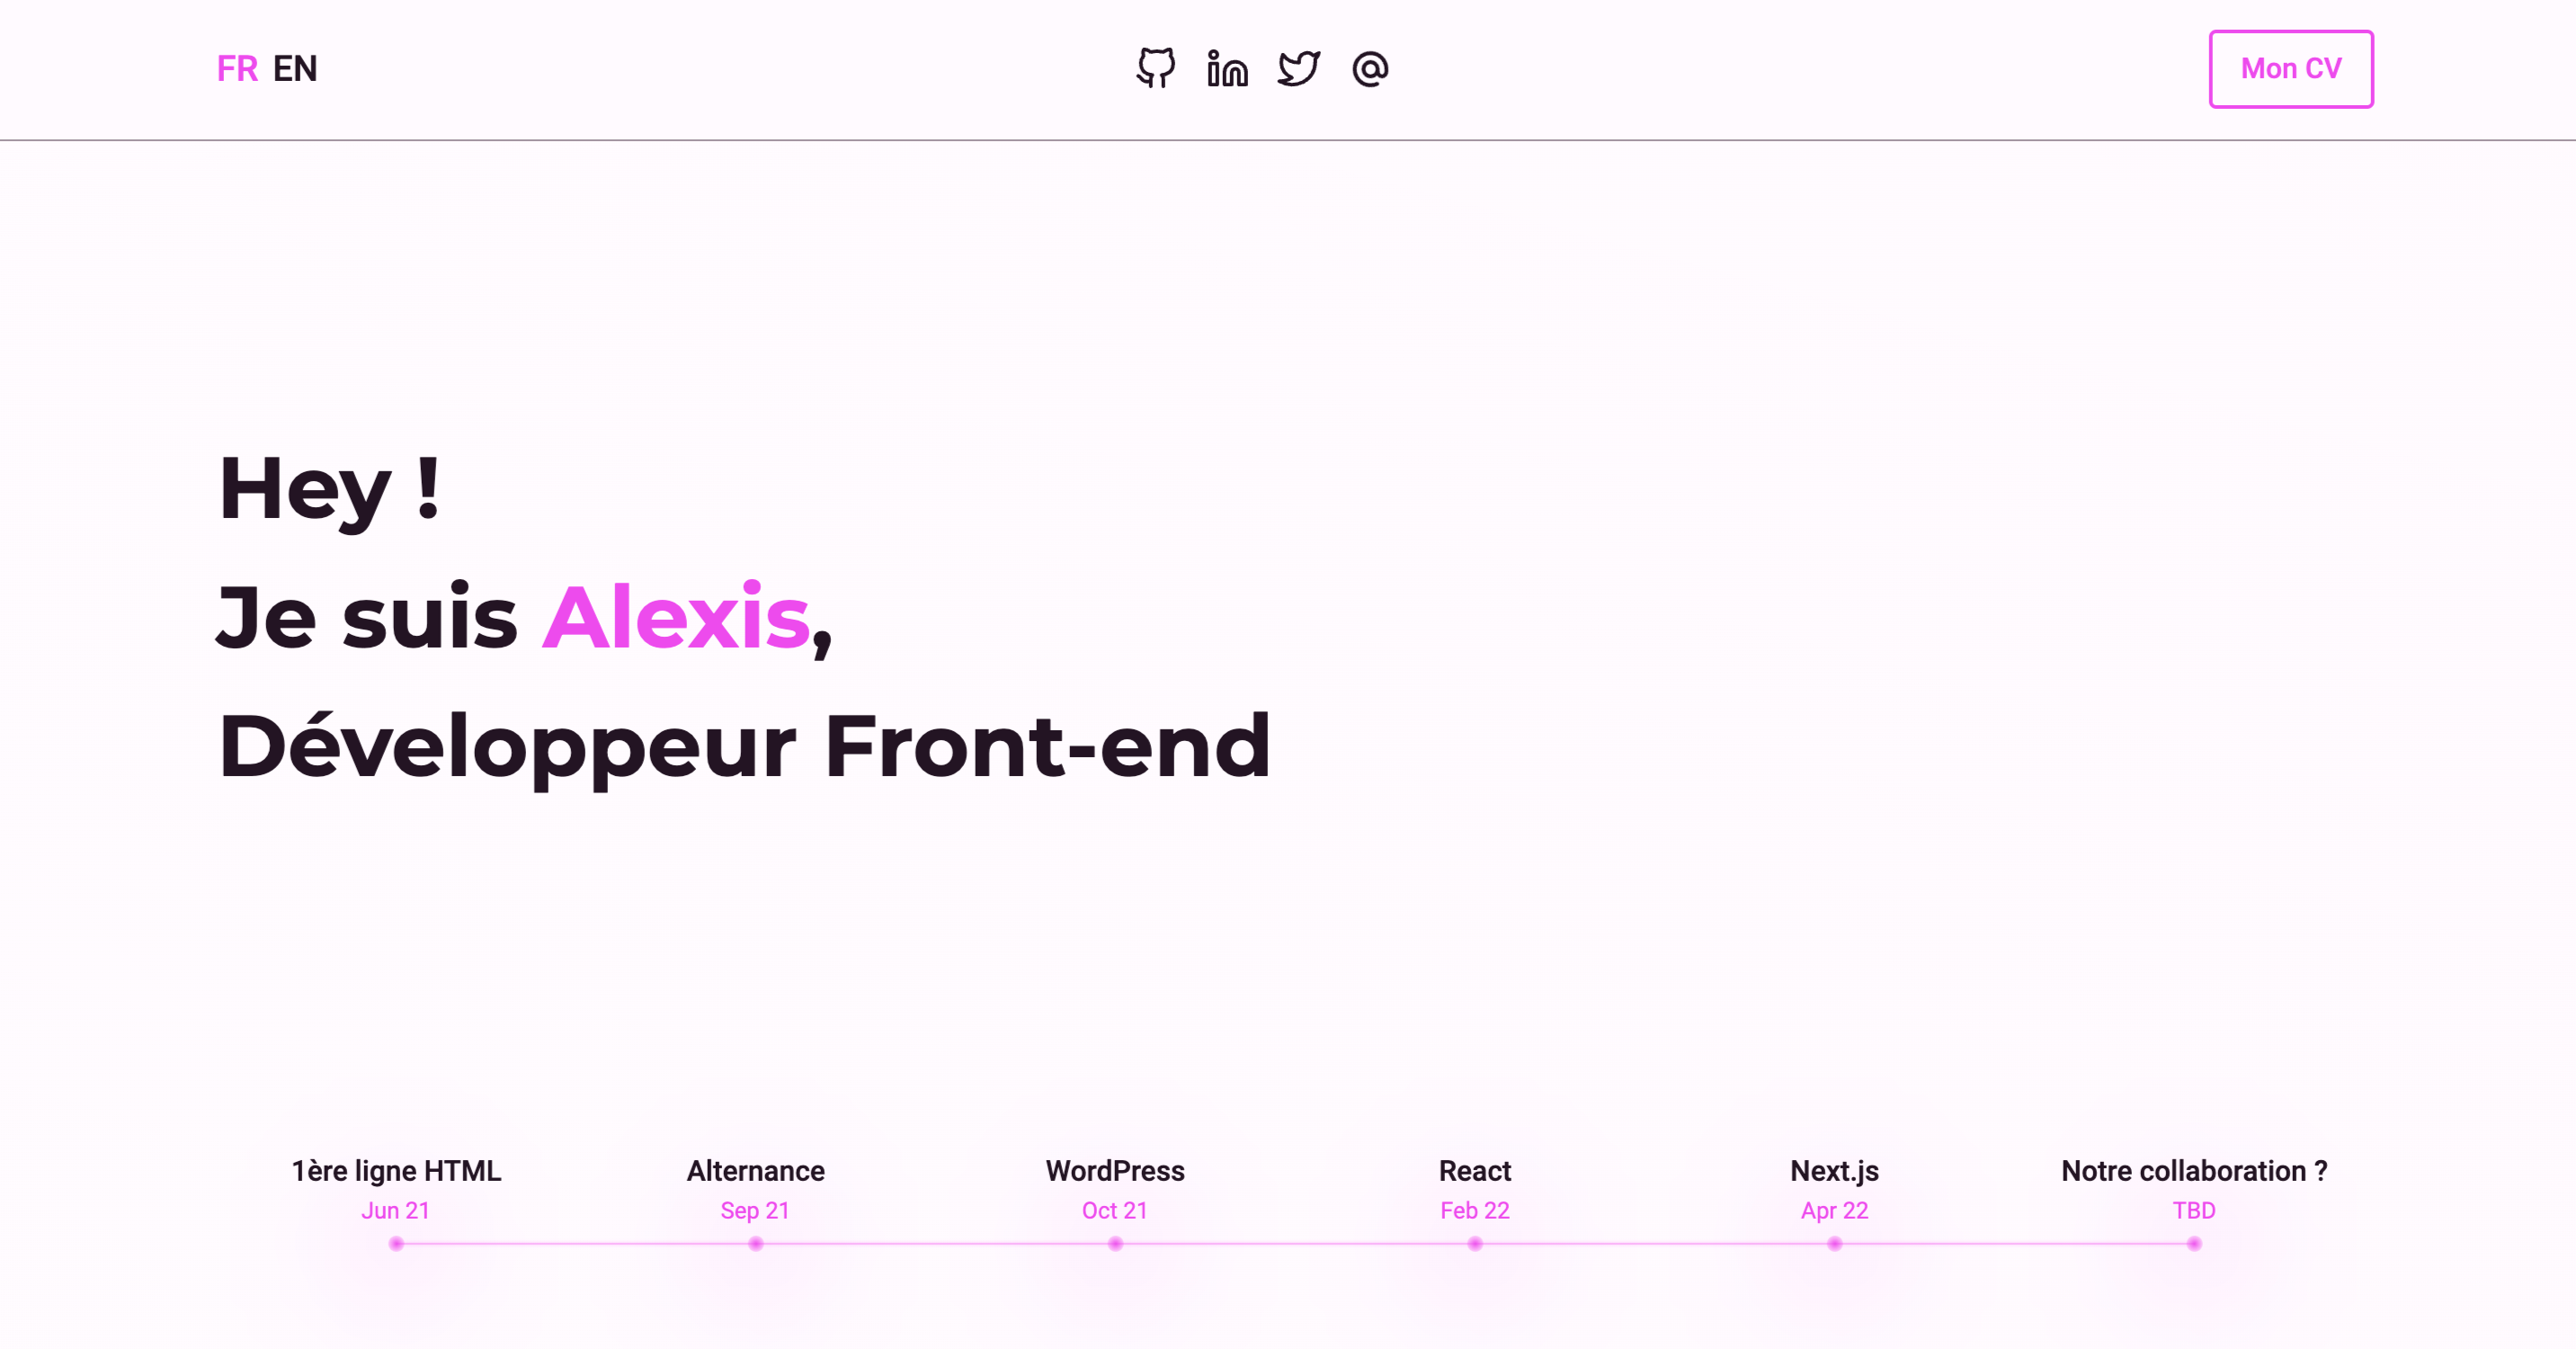 FR EN
Mon CV
Hey !
Je suis Alexis,
Développeur Front-end
1ère ligne HTML
Jun 21
Alternance
Sep 21
WordPress
Oct 21
React
Feb 22
Next.js
Apr 22
Notre collaboration ?
TBD